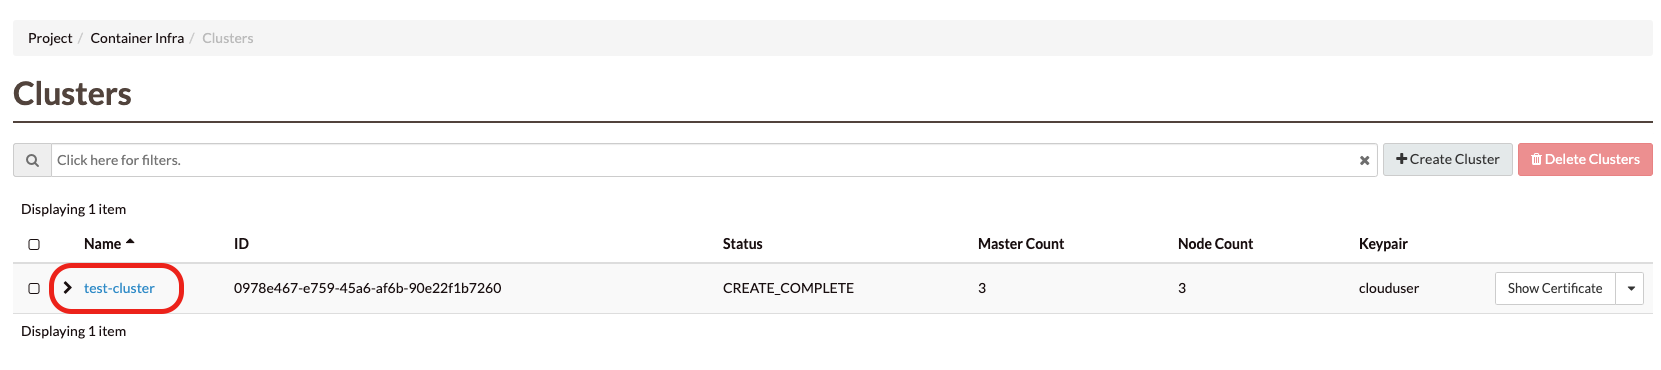 Project / Container Infra / Clusters
Clusters
Click here for filters.
Create Cluster
Delete Clusters
Displaying 1 item
Name ID Status Master Count Node Count Keypair
test-cluster 0978e467-e759-45a6-af6b-90e22f1b7260 CREATE_COMPLETE 3 3 clouduser Show Certificate
Displaying 1 item